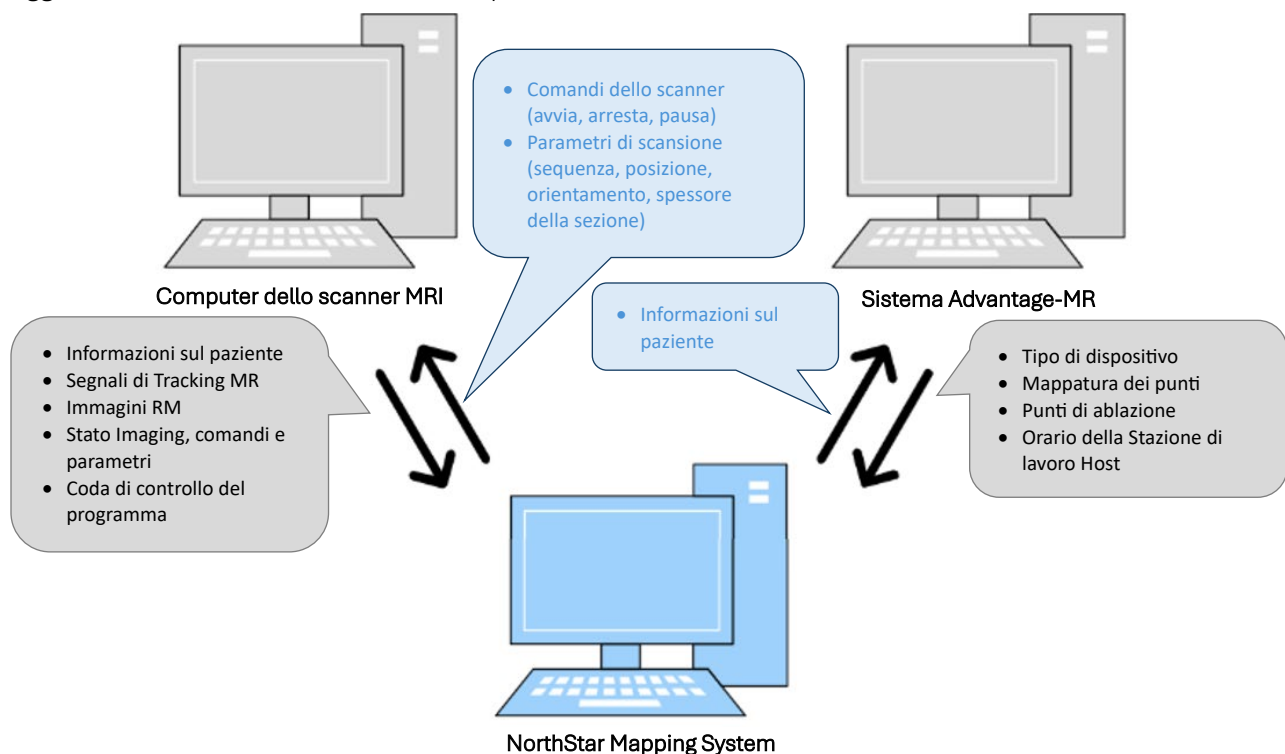 • Comandi dello scanner
(avvia, arresta, pausa)
• Parametri di scansione
(sequenza, posizione,
orientamento, spessore
della sezione)
Computer dello scanner MRI
Sistema Advantage-MR
• Informazioni sul
paziente
• Informazioni sul paziente
• Segnali di Tracking MR
• Immagini RM
• Stato Imaging, comandi e
parametri
• Coda di controllo del
programma
• Tipo di dispositivo
• Mappatura dei punti
• Punti di ablazione
• Orario della Stazione di
lavoro Host
NorthStar Mapping System